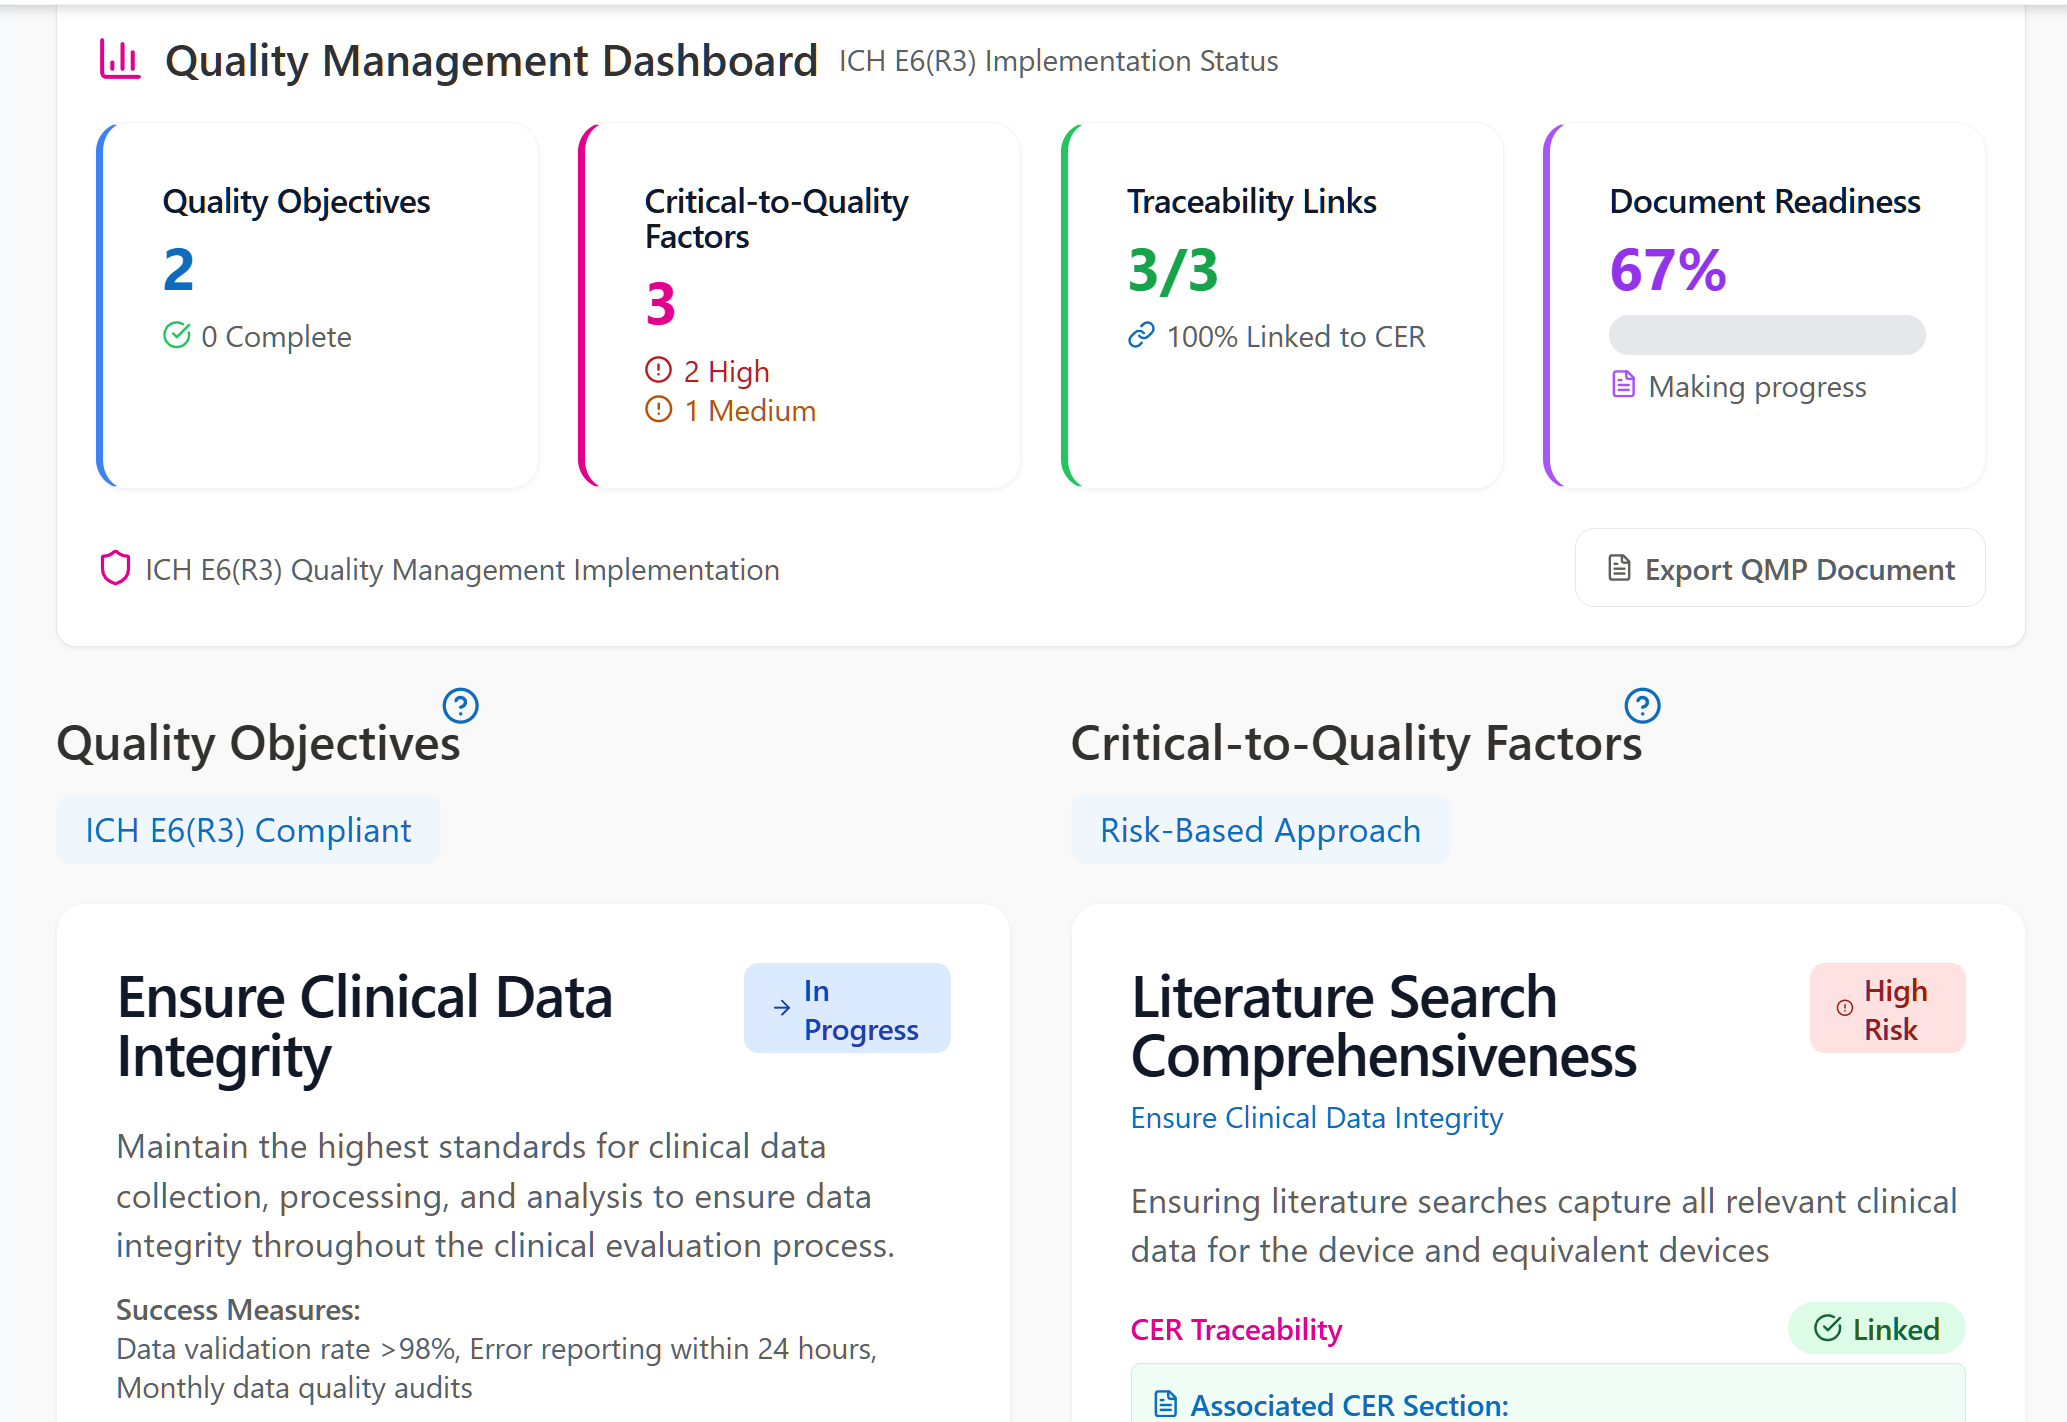 Quality Management Dashboard ICH E6(R3) Implementation Status
Quality Objectives
2
0 Complete
Critical-to-Quality
Factors
3
2 High
1 Medium
Traceability Links
3/3
100% Linked to CER
Document Readiness
67%
Making progress
ICH E6(R3) Quality Management Implementation
Export QMP Document
Quality Objectives
ICH E6(R3) Compliant
Ensure Clinical Data
Integrity
In
Progress
Maintain the highest standards for clinical data
collection, processing, and analysis to ensure data
integrity throughout the clinical evaluation process.
Success Measures:
Data validation rate >98%, Error reporting within 24 hours,
Monthly data quality audits
Critical-to-Quality Factors
Risk-Based Approach
Literature Search
Comprehensiveness
High
Risk
Ensure Clinical Data Integrity
Ensuring literature searches capture all relevant clinical
data for the device and equivalent devices
CER Traceability
Linked
Associated CER Section: